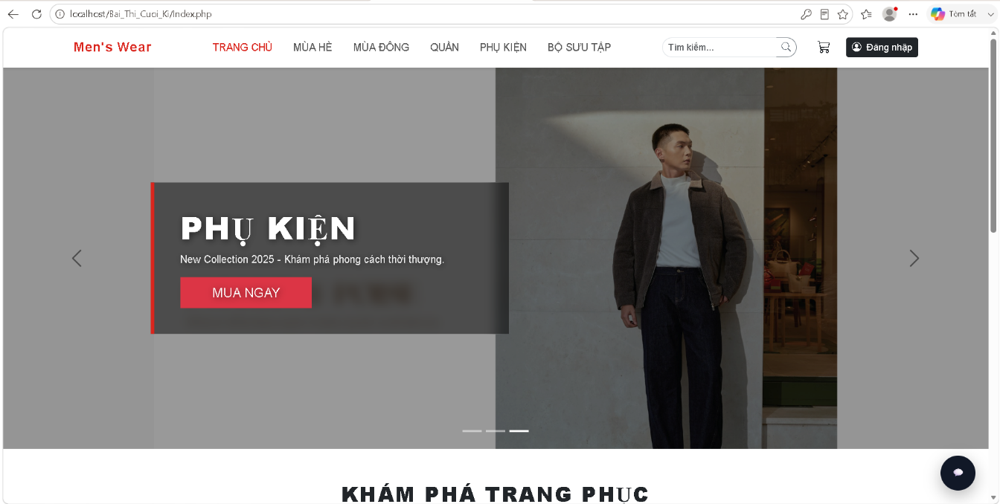 localhost/Bai_Thi_Cuoi_Ki/Index.php
Tóm tắt
Men's Wear
TRANG CHỦ
MÙA HÈ
MÙA ĐÔNG
QUẦN
PHỤ KIỆN
BỘ SƯU TẬP
Tìm kiếm...
Đăng nhập
PHỤ KIỆN
New Collection 2025 - Khám phá phong cách thời thượng.
MUA NGAY
KHÁM PHÁ TRANG PHỤC